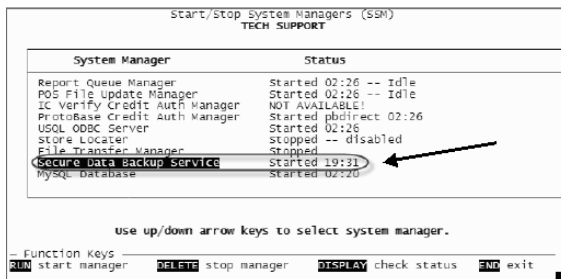 Start/Stop System Managers (SSM)
TECH SUPPORT
System Manager Status
Report Queue Manager Started 02:26 -- Idle
POS File Update Manager Started 02:26 -- Idle
IC Verify Credit Auth Manager NOT AVAILABLE!
ProtoBase Credit Auth Manager Started pbdirect 02:26
USQL ODBC Server Started 02:26
Store Locater Stopped -- disabled
File Transfer Manager Stopped
Secure Data Backup Service Started 19:31
MySQL Database Started 02:20
Use up/down arrow keys to select system manager.
Function Keys
RUN start manager DELETE stop manager DISPLAY check status END exit